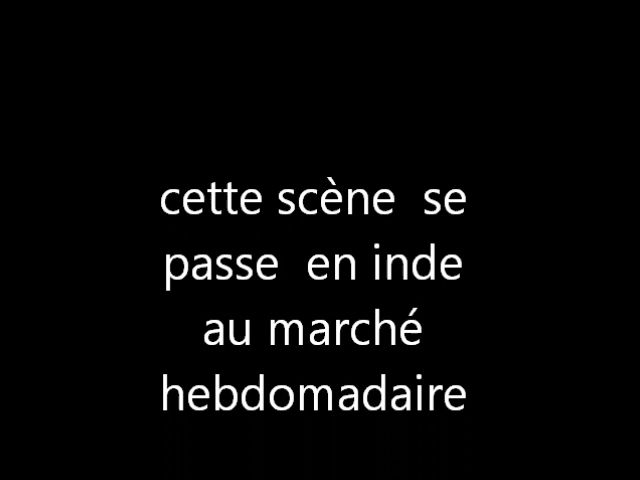 cette scène se
passe en inde
au marché
hebdomadaire